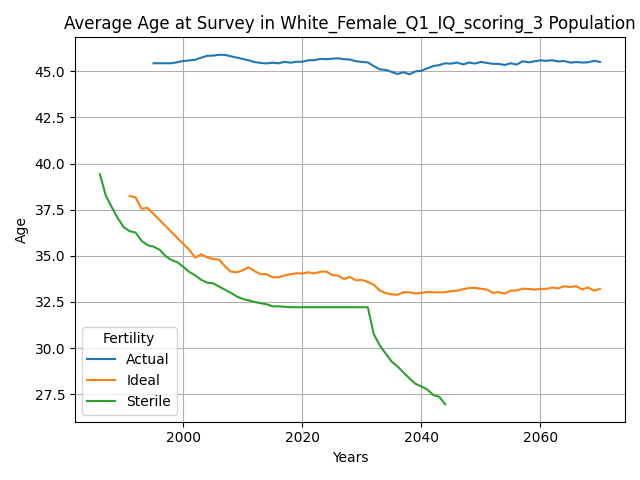 Average Age at Survey in White_Female_Q1_IQ_scoring_3 Population
45.0
42.5
40.0
37.5
35.0
32.5
30.0
27.5
Age
Fertility
Actual
Ideal
Sterile
2000
2020
2040
2060
Years